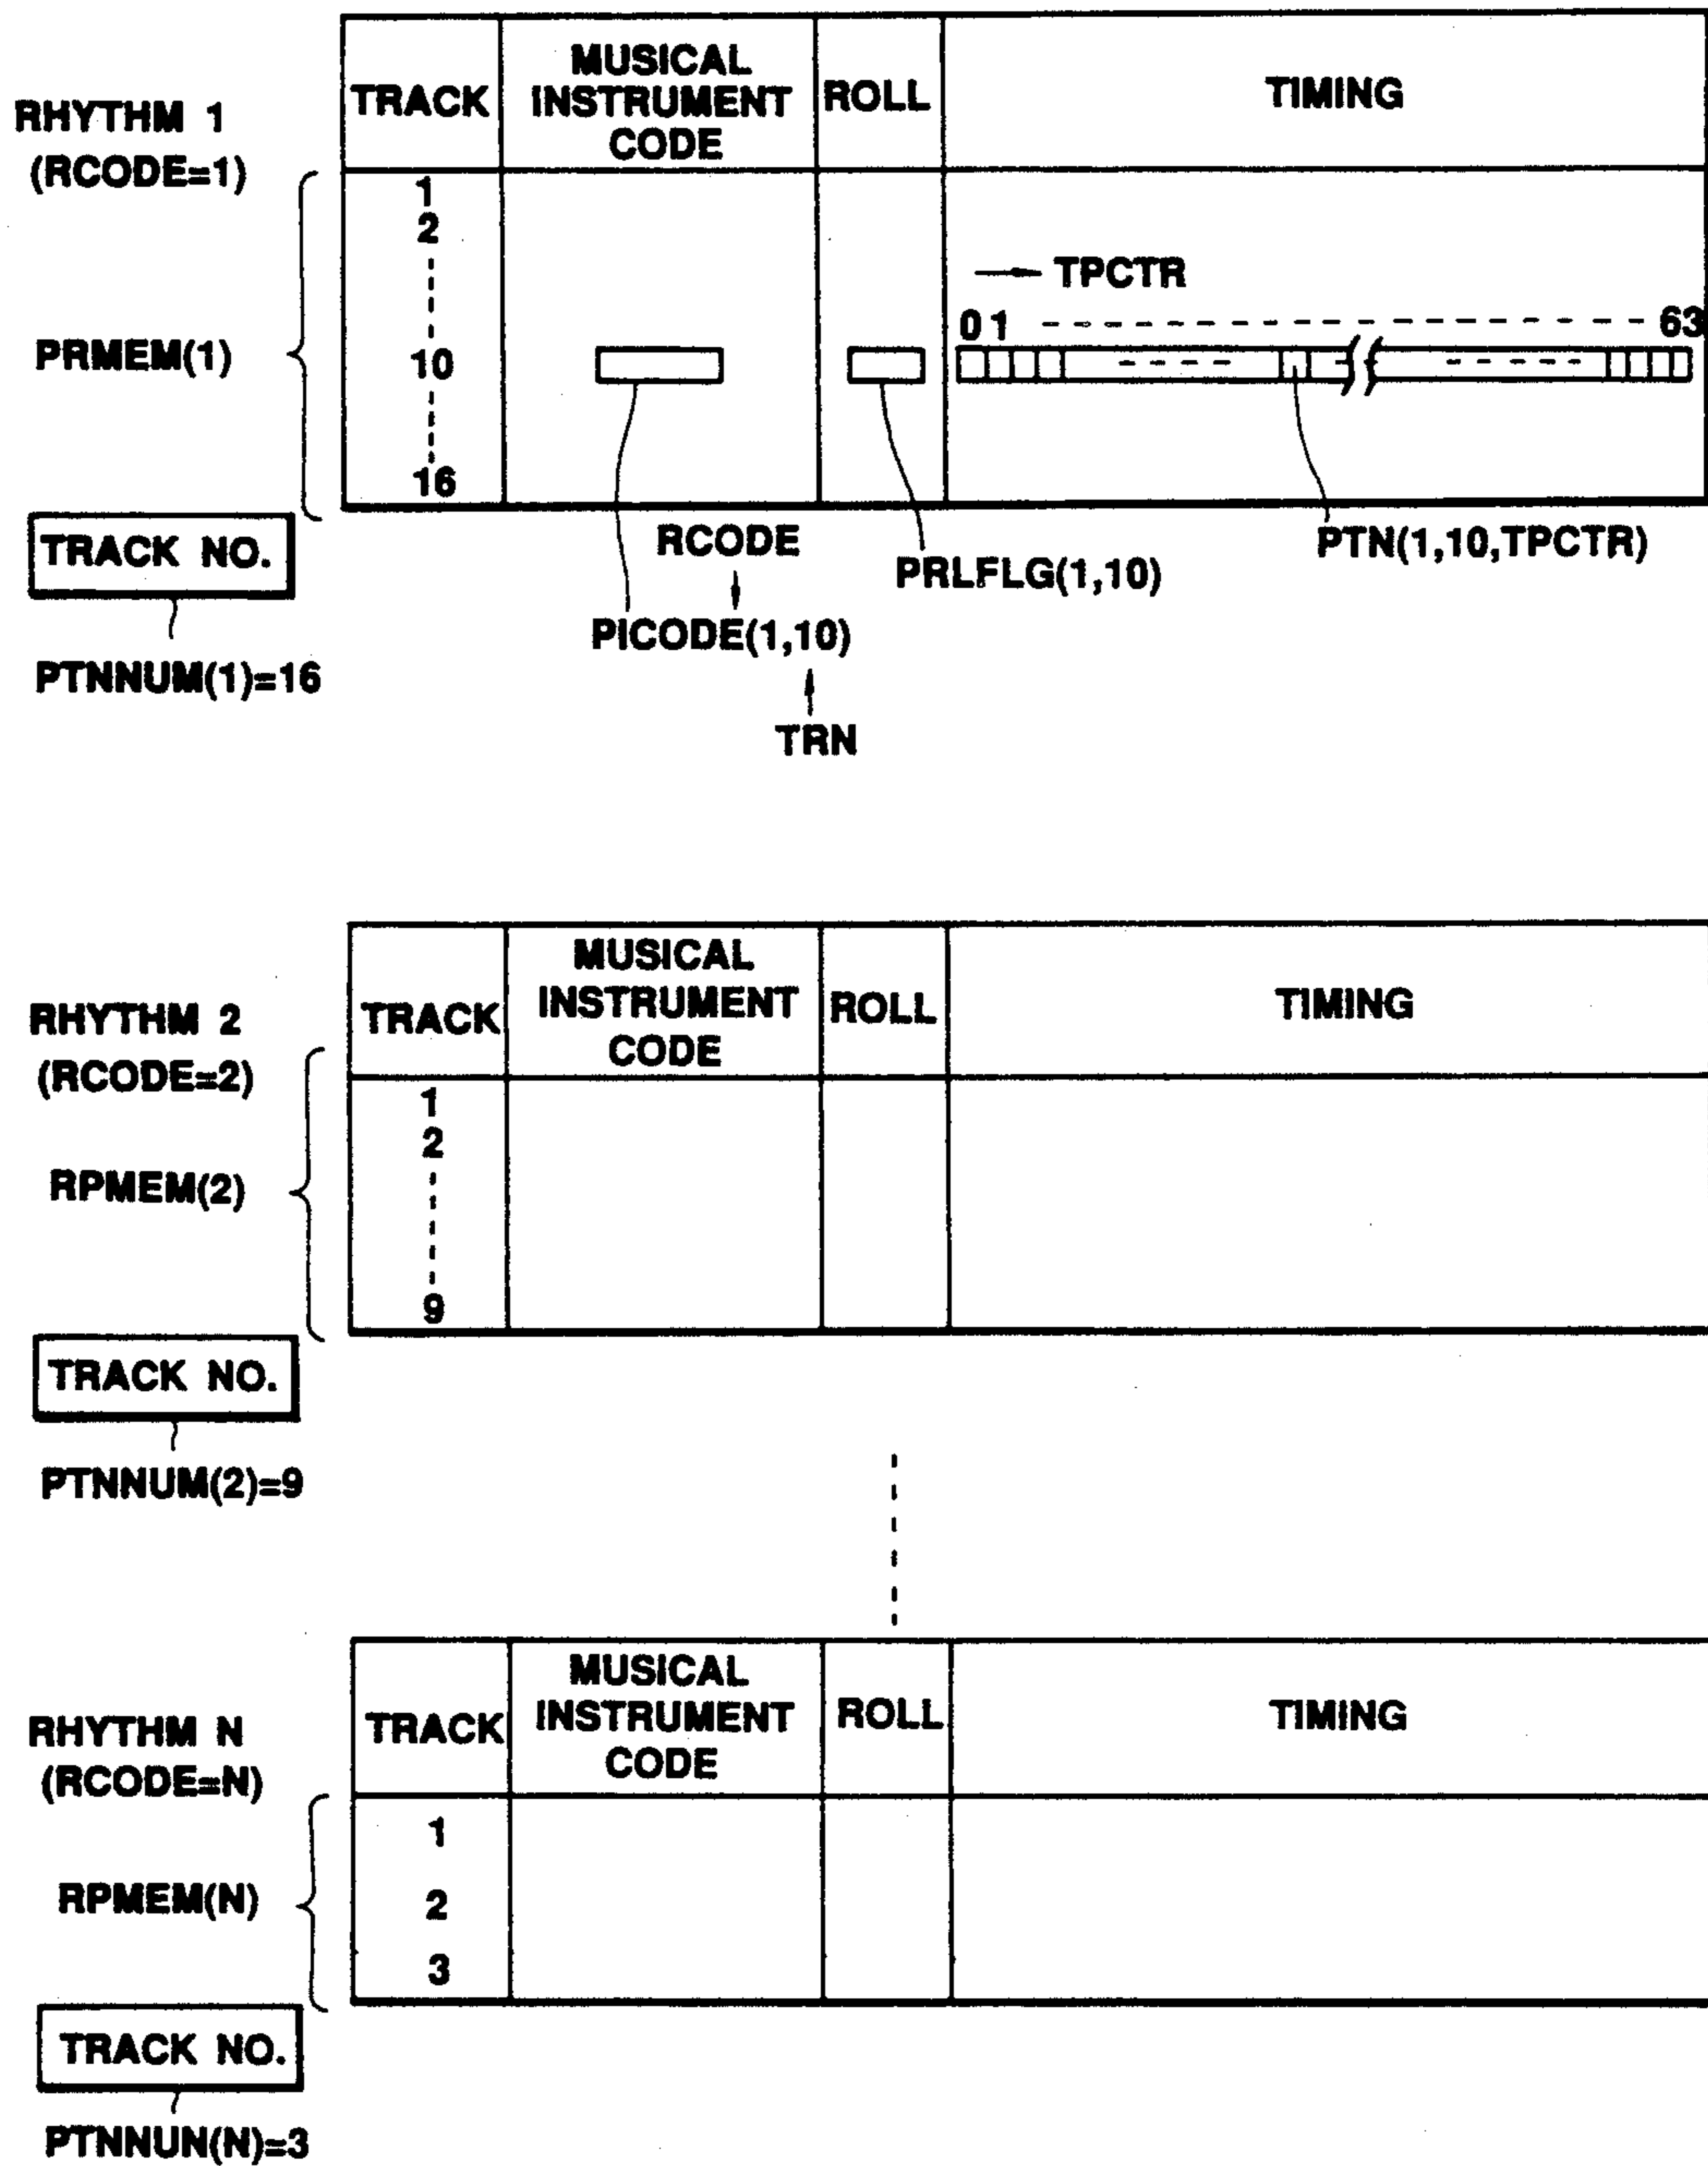 RHYTHM 1
(RCODE=1)
TRACK
MUSICAL
INSTRUMENT
CODE
ROLL
TIMING
PRMEM(1)
1
2
10
16
TPCTR
0 1
63
TRACK NO.
PTNNUM(1)=16
RCODE
PICODE(1,10)
TRN
PRLFLG(1,10)
PTN(1,10,TPCTR)
RHYTHM 2
(RCODE=2)
TRACK
MUSICAL
INSTRUMENT
CODE
ROLL
TIMING
RPMEM(2)
1
2
9
TRACK NO.
PTNNUM(2)=9
RHYTHM N
(RCODE=N)
TRACK
MUSICAL
INSTRUMENT
CODE
ROLL
TIMING
RPMEM(N)
1
2
3
TRACK NO.
PTNNUN(N)=3